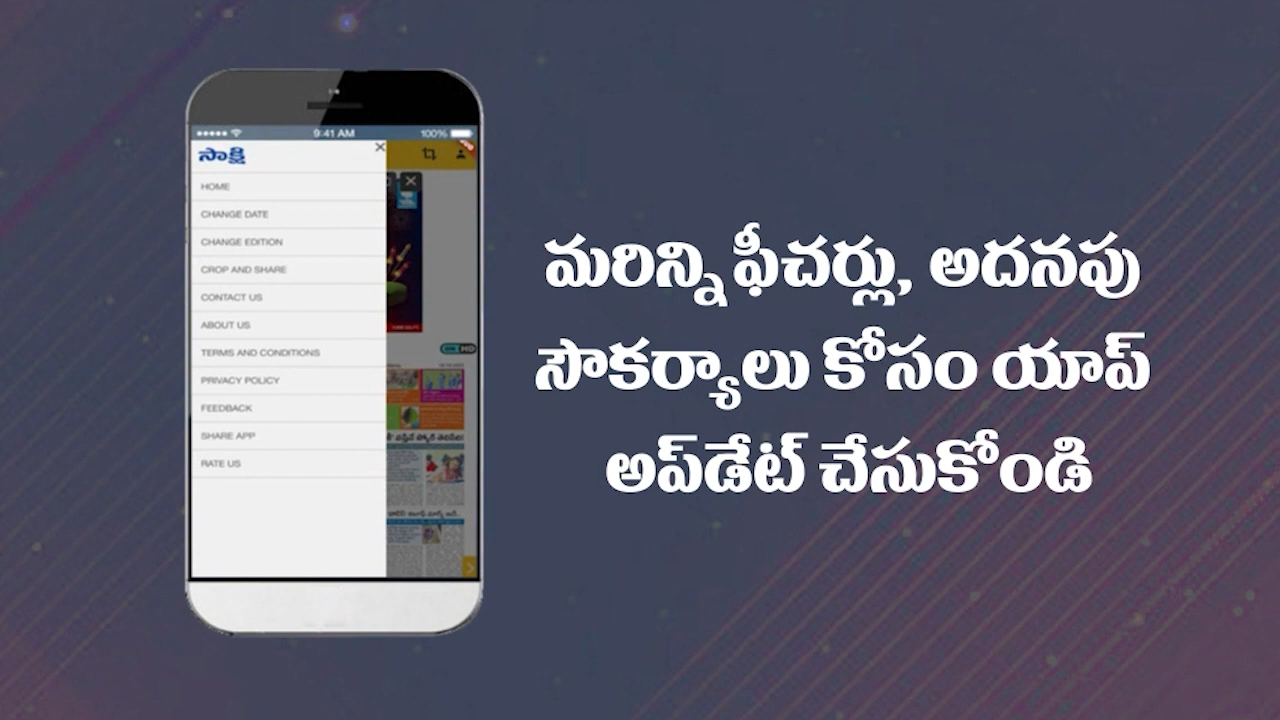 9:41 AM
100%
సాక్షి
HOME
CHANGE DATE
CHANGE EDITION
CROP AND SHARE
CONTACT US
ABOUT US
TERMS AND CONDITIONS
PRIVACY POLICY
FEEDBACK
SHARE APP
RATE US
HD
మరిన్ని ఫీచర్లు, అదనపు
సౌకర్యాలు కోసం యాప్
అప్‌డేట్ చేసుకోండి